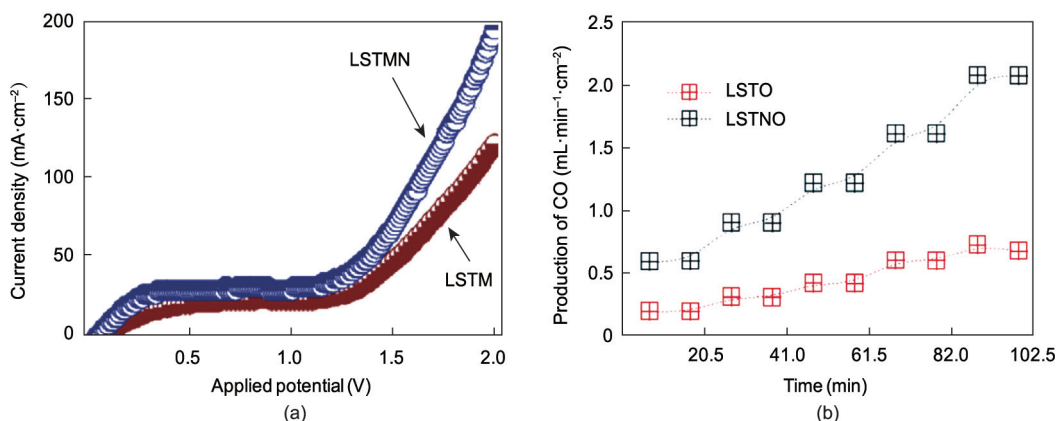 200
150
100
50
0
Current density (mA·cm⁻²)
LSTMN
LSTM
0.5
1.0
1.5
2.0
Applied potential (V)
(a)
2.5
2.0
1.5
1.0
0.5
0
Production of CO (mL·min⁻¹·cm⁻²)
LSTO
LSTNO
20.5
41.0
61.5
82.0
102.5
Time (min)
(b)